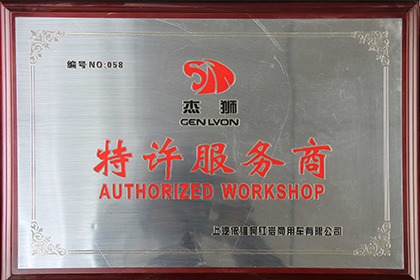 编号NO:058
杰狮
GENLVON
特许服务商
AUTHORIZED WORKSHOP
上汽依维柯红岩商用车有限公司